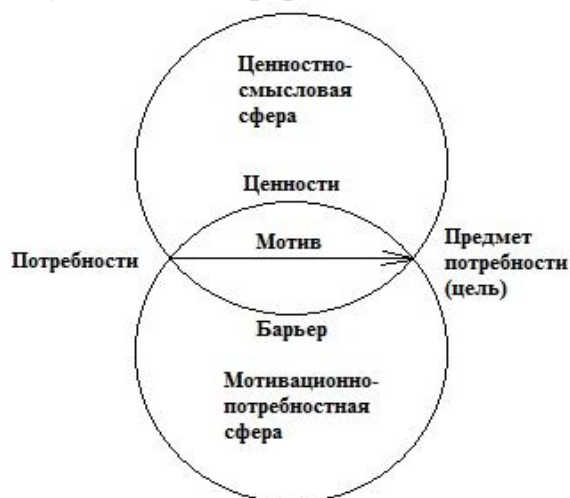 Ценностно-
смысловая
сфера
Ценности
Мотив
Потребности
Предмет
потребности
(цель)
Барьер
Мотивационно-
потребностная
сфера